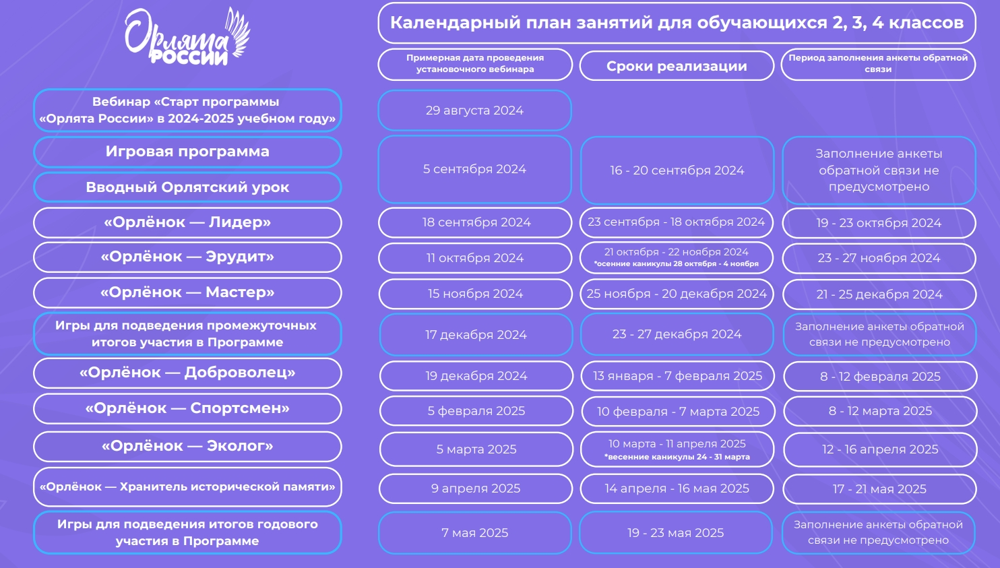 Орлята
РОССИИ
Календарный план занятий для обучающихся 2, 3, 4 классов
Примерная дата проведения
установочного вебинара
Сроки реализации
Период заполнения анкеты обратной
связи
Вебинар «Старт программы
«Орлята России» в 2024-2025 учебном году»
29 августа 2024
Игровая программа
Вводный Орлятский урок
5 сентября 2024
16 - 20 сентября 2024
Заполнение анкеты
обратной связи не
предусмотрено
«Орлёнок — Лидер»
18 сентября 2024
23 сентября - 18 октября 2024
19 - 23 октября 2024
«Орлёнок — Эрудит»
11 октября 2024
21 октября - 22 ноября 2024
*осенние каникулы 28 октября - 4 ноября
23 - 27 ноября 2024
«Орлёнок — Мастер»
15 ноября 2024
25 ноября - 20 декабря 2024
21 - 25 декабря 2024
Игры для подведения промежуточных
итогов участия в Программе
17 декабря 2024
23 - 27 декабря 2024
Заполнение анкеты обратной
связи не предусмотрено
«Орлёнок — Доброволец»
19 декабря 2024
13 января - 7 февраля 2025
8 - 12 февраля 2025
«Орлёнок — Спортсмен»
5 февраля 2025
10 февраля - 7 марта 2025
8 - 12 марта 2025
«Орлёнок — Эколог»
5 марта 2025
10 марта - 11 апреля 2025
*весенние каникулы 24 - 31 марта
12 - 16 апреля 2025
«Орлёнок — Хранитель исторической памяти»
9 апреля 2025
14 апреля - 16 мая 2025
17 - 21 мая 2025
Игры для подведения итогов годового
участия в Программе
7 мая 2025
19 - 23 мая 2025
Заполнение анкеты обратной
связи не предусмотрено